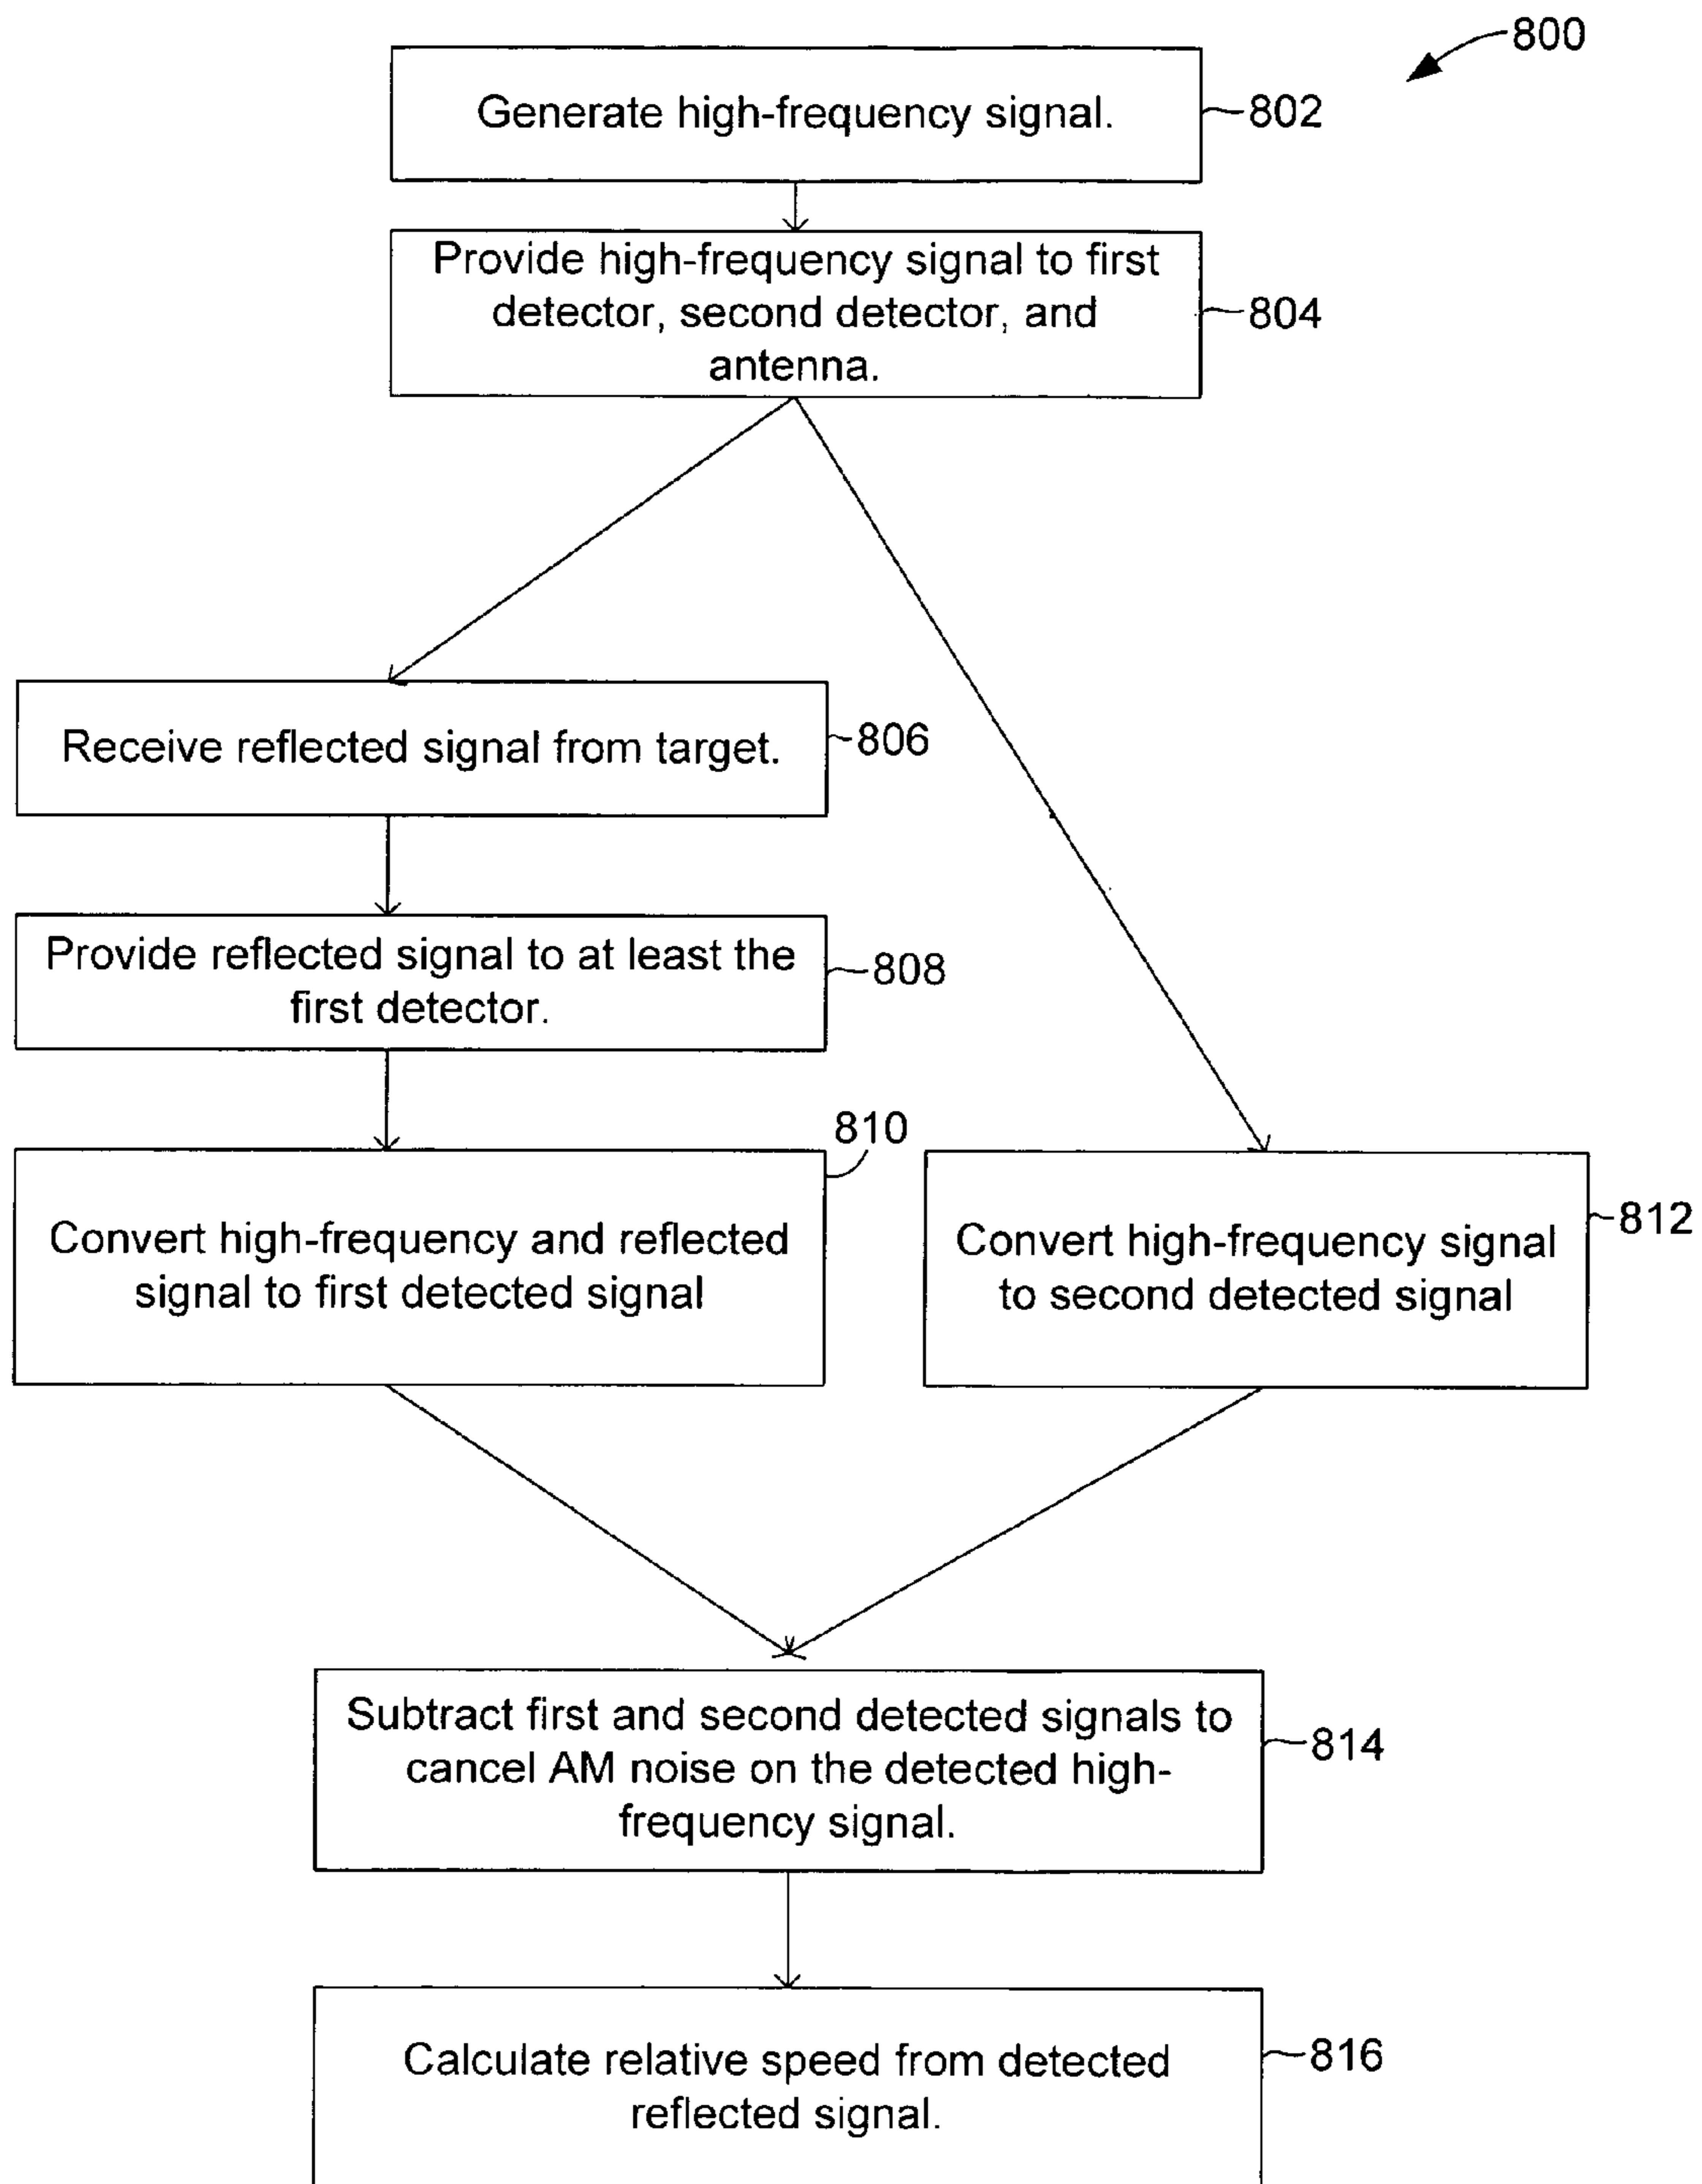 800
Generate high-frequency signal.
802
Provide high-frequency signal to first
detector, second detector, and
antenna.
804
Receive reflected signal from target.
806
Provide reflected signal to at least the
first detector.
808
810
Convert high-frequency and reflected
signal to first detected signal
Convert high-frequency signal
to second detected signal
812
Subtract first and second detected signals to
cancel AM noise on the detected high-
frequency signal.
814
Calculate relative speed from detected
reflected signal.
816